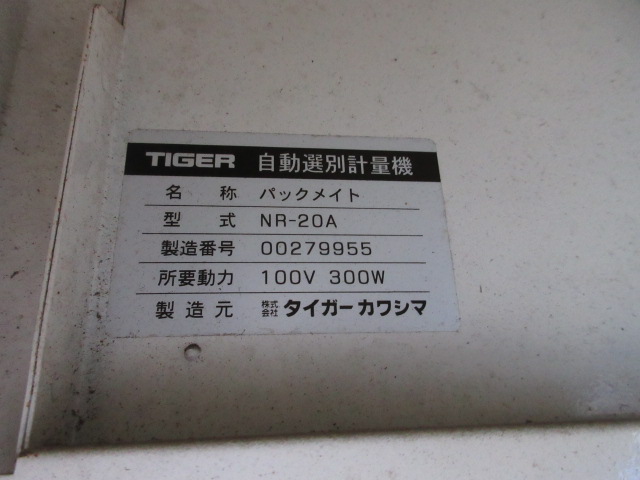 TIGER 自動選別計量機
名称 パックメイト
型式 NR-20A
製造番号 00279955
所要動力 100V 300W
製造元 株式会社 タイガーカワシマ